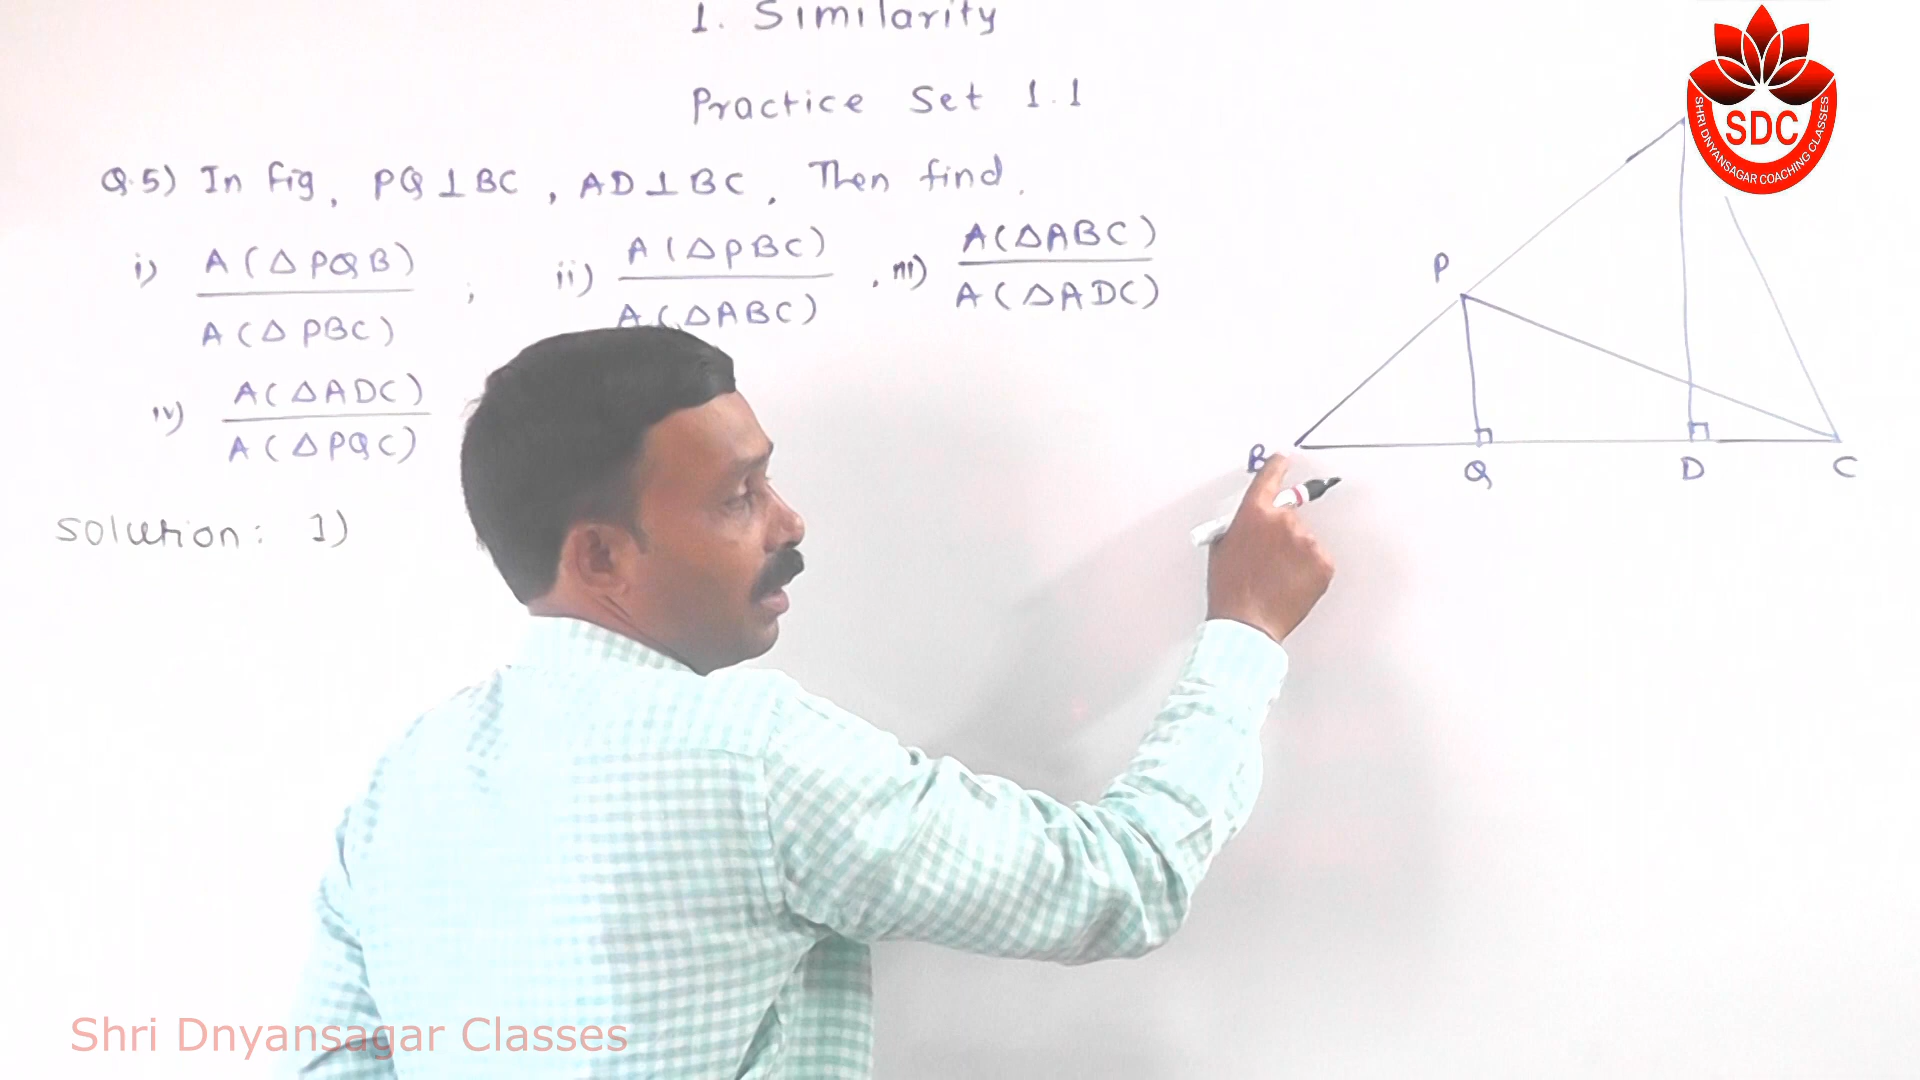 1. Similarity
Practice Set 1.1
Q.5) In fig, PQ⊥BC, AD⊥BC, Then find.
i) A(△PQB) / A(△PBC) ; ii) A(△PBC) / A(△ABC) , iii) A(△ABC) / A(△ADC)
iv) A(△ADC) / A(△PQC)
solution: 1)
P
B Q D C
SDC
SHRI DNYANSAGAR COACHING CLASSES
Shri Dnyansagar Classes